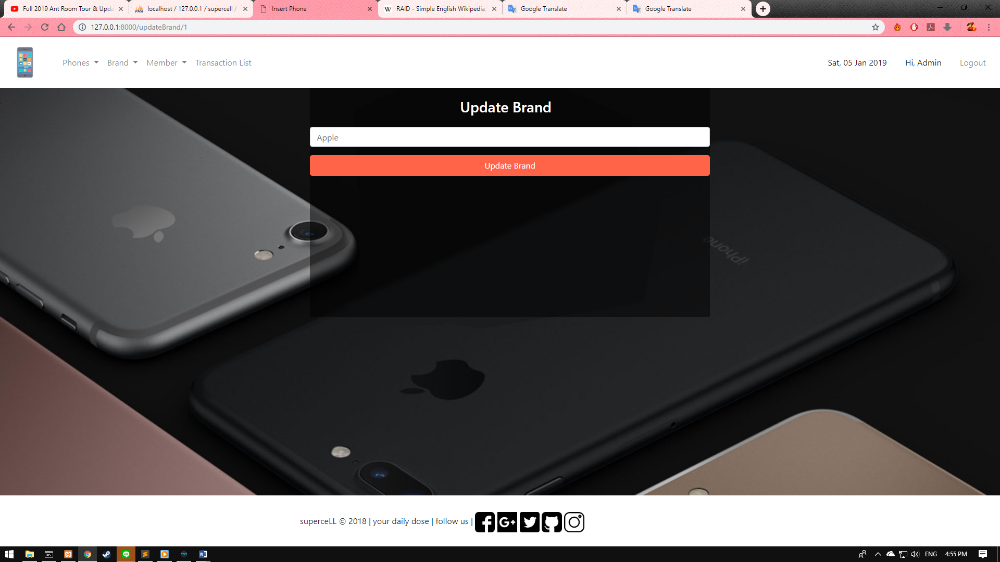 Full 2019 Ant Room Tour & Upda
localhost / 127.0.0.1 / supercell /
Insert Phone
RAID - Simple English Wikipedia,
Google Translate
Google Translate
127.0.0.1:8000/updateBrand/1
Phones
Brand
Member
Transaction List
Sat, 05 Jan 2019
Hi, Admin
Logout
Update Brand
Apple
Update Brand
iPhone
superceLL © 2018 | your daily dose | follow us |
ENG
4:55 PM